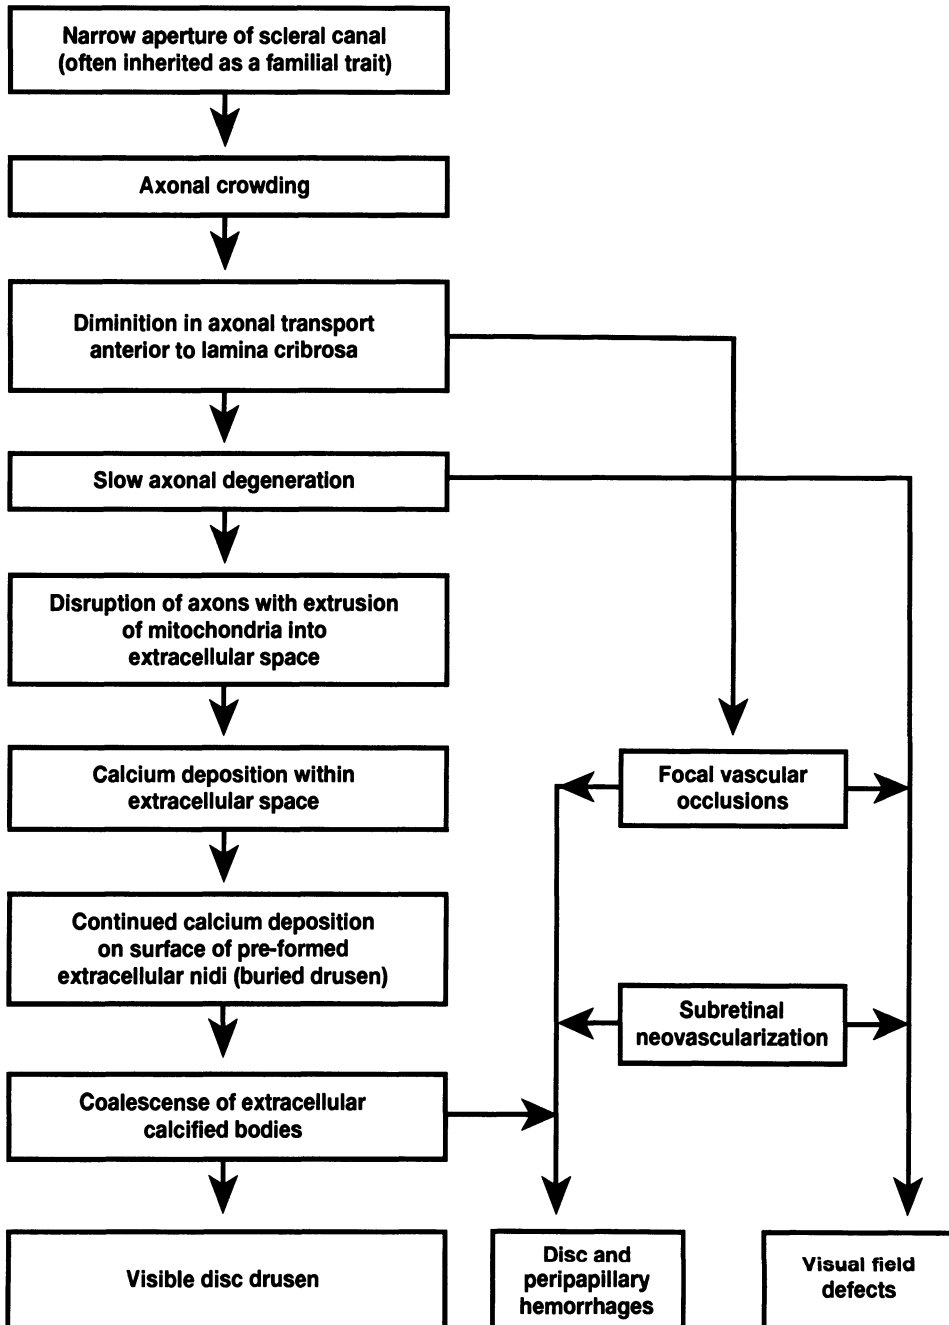 Narrow aperture of scleral canal
(often inherited as a familial trait)
Axonal crowding
Diminition in axonal transport
anterior to lamina cribrosa
Slow axonal degeneration
Disruption of axons with extrusion
of mitochondria into
extracellular space
Calcium deposition within
extracellular space
Focal vascular
occlusions
Continued calcium deposition
on surface of pre-formed
extracellular nidi (buried drusen)
Subretinal
neovascularization
Coalescense of extracellular
calcified bodies
Visible disc drusen
Disc and
peripapillary
hemorrhages
Visual field
defects